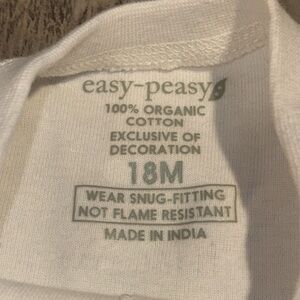 easy-peasy
100% ORGANIC
COTTON
EXCLUSIVE OF
DECORATION
18M
WEAR SNUG-FITTING
NOT FLAME RESISTANT
MADE IN INDIA